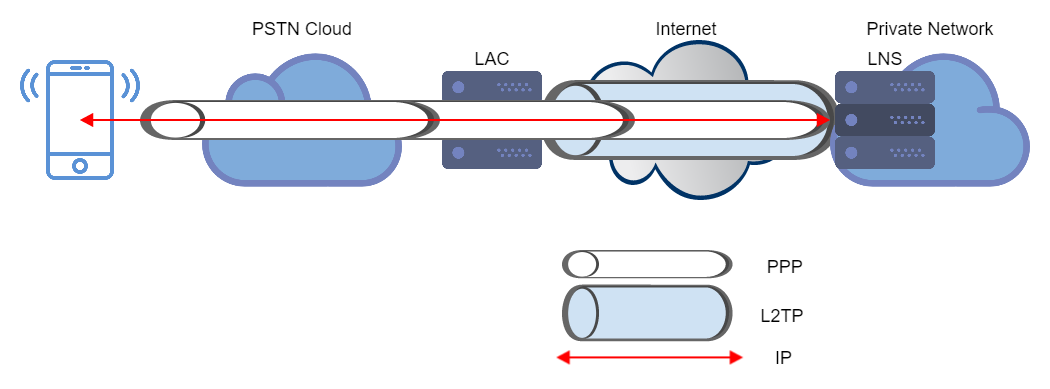 PSTN Cloud
Internet
Private Network
LAC
LNS
PPP
L2TP
IP